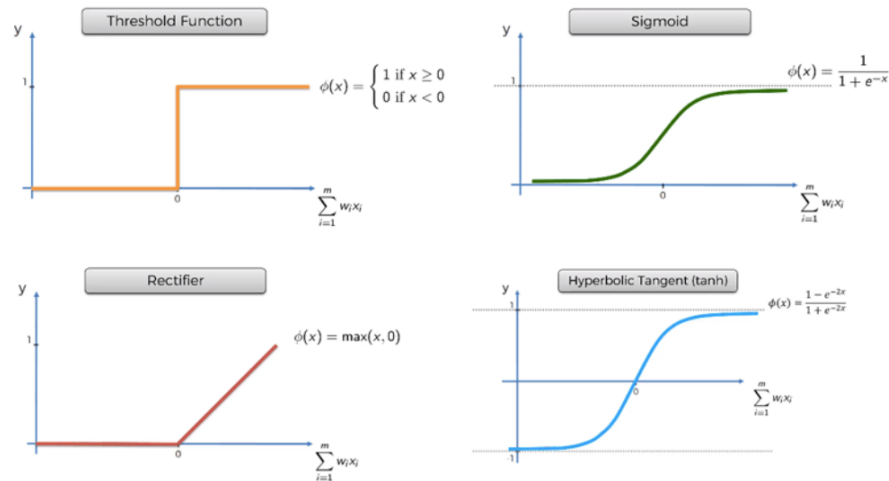 Threshold Function
y
1
ϕ(x) = {1 if x ≥ 0
0 if x < 0
0
m
∑ wᵢxᵢ
i=1
Sigmoid
y
1
ϕ(x) = 1 / 1 + e⁻ˣ
0
m
∑ wᵢxᵢ
i=1
Rectifier
y
1
ϕ(x) = max(x, 0)
0
m
∑ wᵢxᵢ
i=1
Hyperbolic Tangent (tanh)
y
1
ϕ(x) = 1 − e⁻²ˣ / 1 + e⁻²ˣ
0
m
∑ wᵢxᵢ
i=1
-1